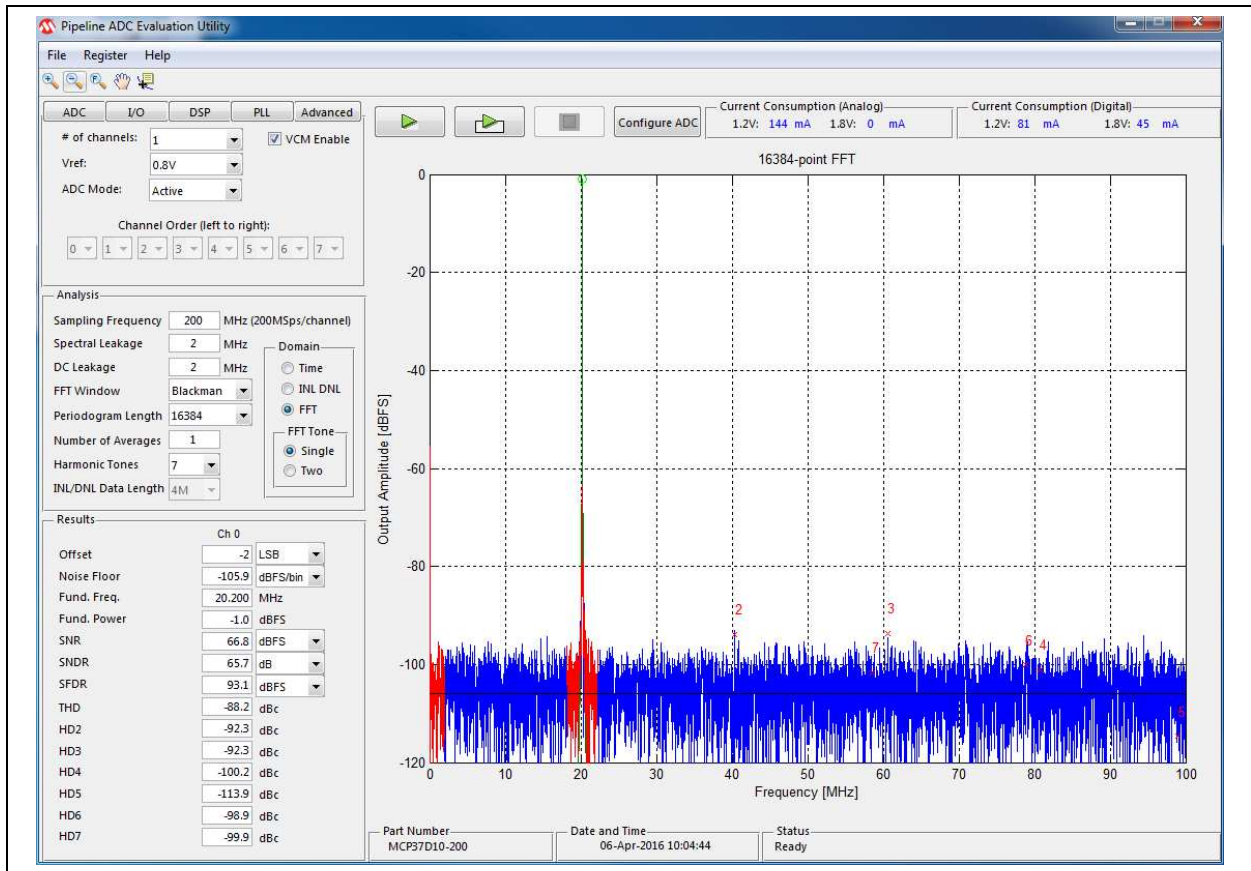 Pipeline ADC Evaluation Utility
File Register Help
ADC I/O DSP PLL Advanced
# of channels: 1 VCM Enable
Vref: 0.8V
ADC Mode: Active
Channel Order (left to right):
0 1 2 3 4 5 6 7
Analysis
Sampling Frequency 200 MHz (200MSps/channel)
Spectral Leakage 2 MHz
DC Leakage 2 MHz
FFT Window Blackman
Periodogram Length 16384
Number of Averages 1
Harmonic Tones 7
INL/DNL Data Length 4M
Domain
Time
INL DNL
FFT
FFT Tone
Single
Two
Results
Ch 0
Offset -2 LSB
Noise Floor -105.9 dBFS/bin
Fund. Freq. 20.200 MHz
Fund. Power -1.0 dBFS
SNR 66.8 dBFS
SNDR 65.7 dB
SFDR 93.1 dBFS
THD -88.2 dBc
HD2 -92.3 dBc
HD3 -92.3 dBc
HD4 -100.2 dBc
HD5 -113.9 dBc
HD6 -98.9 dBc
HD7 -99.9 dBc
Configure ADC
Current Consumption (Analog)
1.2V: 144 mA 1.8V: 0 mA
Current Consumption (Digital)
1.2V: 81 mA 1.8V: 45 mA
16384-point FFT
Output Amplitude [dBFS]
0
-20
-40
-60
-80
-100
-120
2
3
7
6
4
5
0 10 20 30 40 50 60 70 80 90 100
Frequency [MHz]
Part Number
MCP37D10-200
Date and Time
06-Apr-2016 10:04:44
Status
Ready